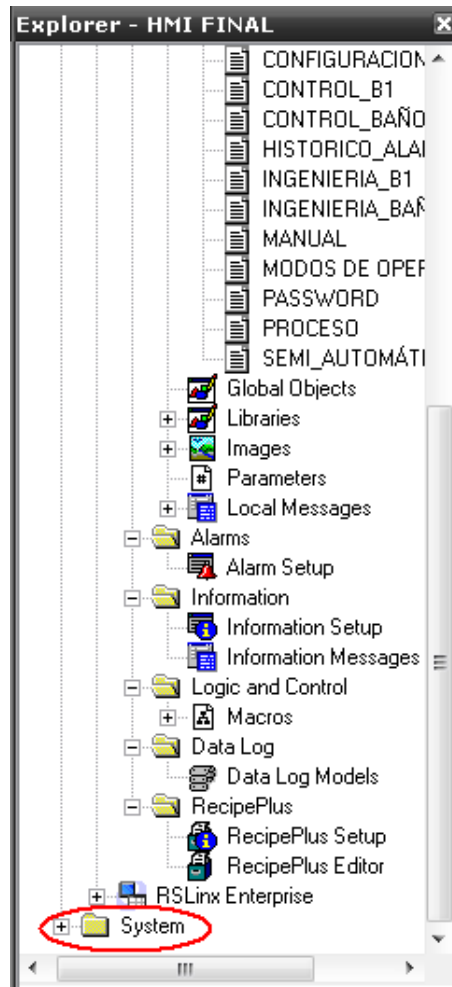 Explorer - HMI FINAL
CONFIGURACION
CONTROL_B1
CONTROL_BAÑO
HISTORICO_ALA
INGENIERIA_B1
INGENIERIA_BAÑ
MANUAL
MODOS DE OPER
PASSWORD
PROCESO
SEMI_AUTOMÁTI
Global Objects
Libraries
Images
Parameters
Local Messages
Alarms
Alarm Setup
Information
Information Setup
Information Messages
Logic and Control
Macros
Data Log
Data Log Models
RecipePlus
RecipePlus Setup
RecipePlus Editor
RSLinx Enterprise
System